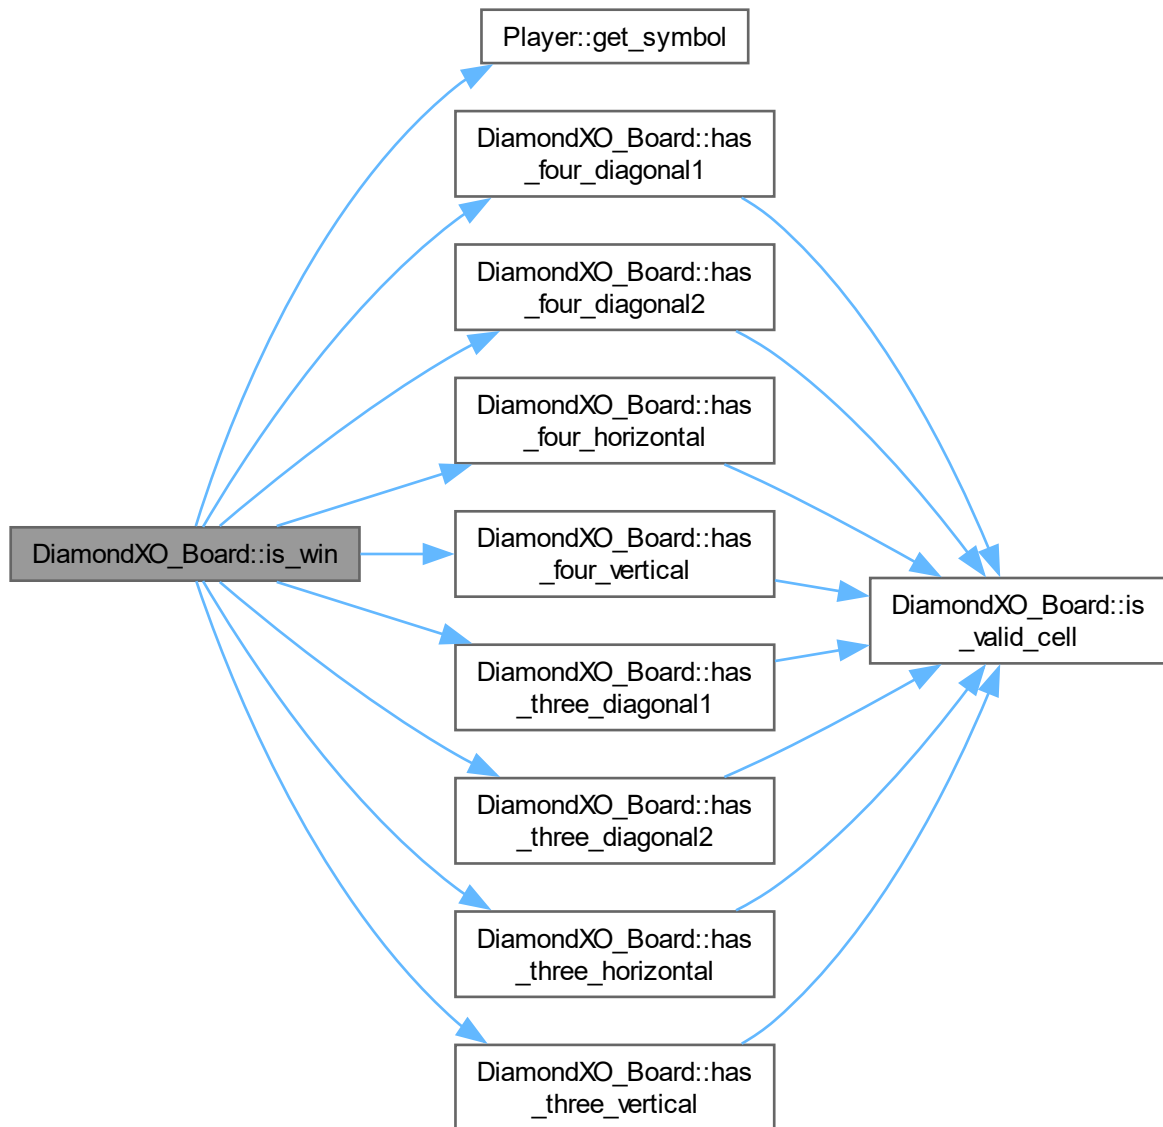 Player::get_symbol
DiamondXO_Board::has
_four_diagonal1
DiamondXO_Board::has
_four_diagonal2
DiamondXO_Board::has
_four_horizontal
DiamondXO_Board::is_win
DiamondXO_Board::has
_four_vertical
DiamondXO_Board::is
_valid_cell
DiamondXO_Board::has
_three_diagonal1
DiamondXO_Board::has
_three_diagonal2
DiamondXO_Board::has
_three_horizontal
DiamondXO_Board::has
_three_vertical